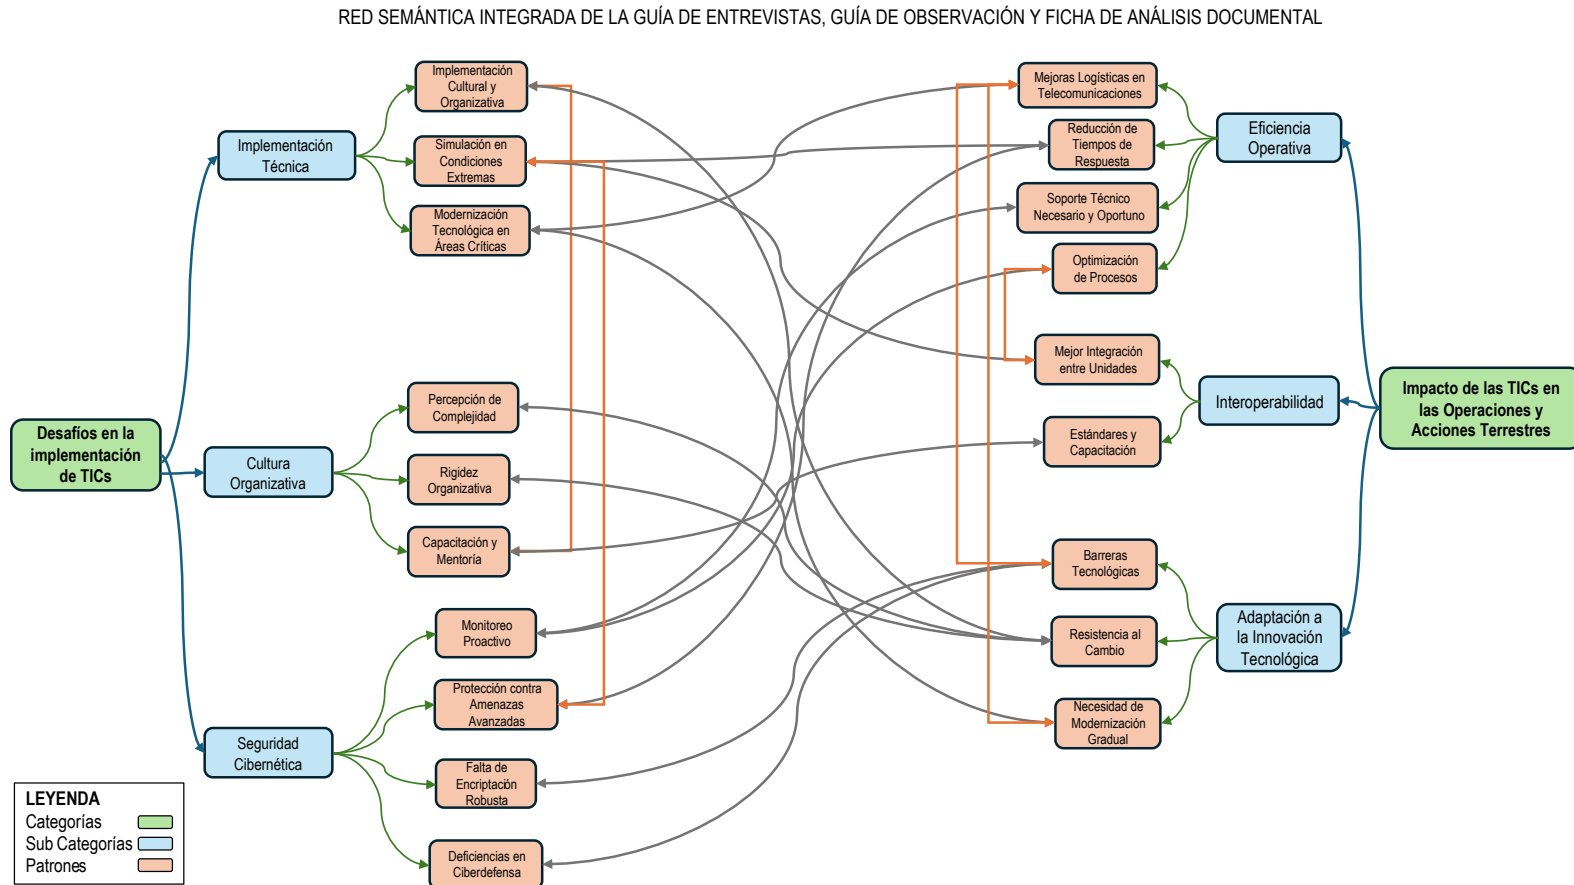 RED SEMÁNTICA INTEGRADA DE LA GUÍA DE ENTREVISTAS, GUÍA DE OBSERVACIÓN Y FICHA DE ANÁLISIS DOCUMENTAL
Desafíos en la
implementación
de TICs
Implementación
Técnica
Cultura
Organizativa
Seguridad
Cibernética
Implementación
Cultural y
Organizativa
Simulación en
Condiciones
Extremas
Modernización
Tecnológica en
Áreas Críticas
Percepción de
Complejidad
Rigidez
Organizativa
Capacitación y
Mentoría
Monitoreo
Proactivo
Protección contra
Amenazas
Avanzadas
Falta de
Encriptación
Robusta
Deficiencias en
Ciberdefensa
Mejoras Logísticas en
Telecomunicaciones
Reducción de
Tiempos de
Respuesta
Soporte Técnico
Necesario y Oportuno
Optimización
de Procesos
Mejor Integración
entre Unidades
Estándares y
Capacitación
Barreras
Tecnológicas
Resistencia al
Cambio
Necesidad de
Modernización
Gradual
Eficiencia
Operativa
Interoperabilidad
Adaptación a
la Innovación
Tecnológica
Impacto de las TICs en
las Operaciones y
Acciones Terrestres
LEYENDA
Categorías
Sub Categorías
Patrones